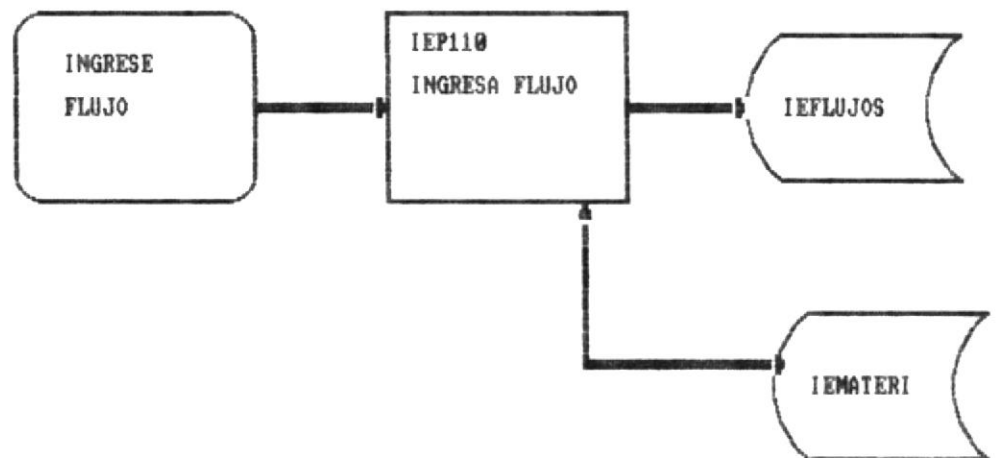 INGRESE
FLUJO
IEP110
INGRESA FLUJO
IEFLUJOS
IEMATERI